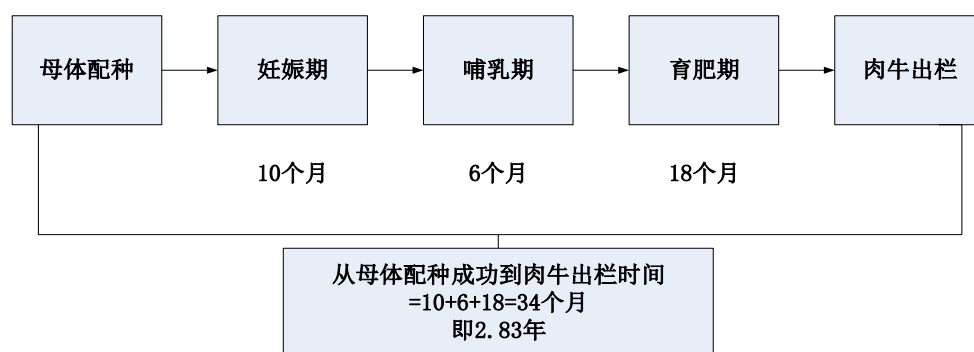 母体配种
妊娠期
哺乳期
育肥期
肉牛出栏
10个月
6个月
18个月
从母体配种成功到肉牛出栏时间
=10+6+18=34个月
即2.83年